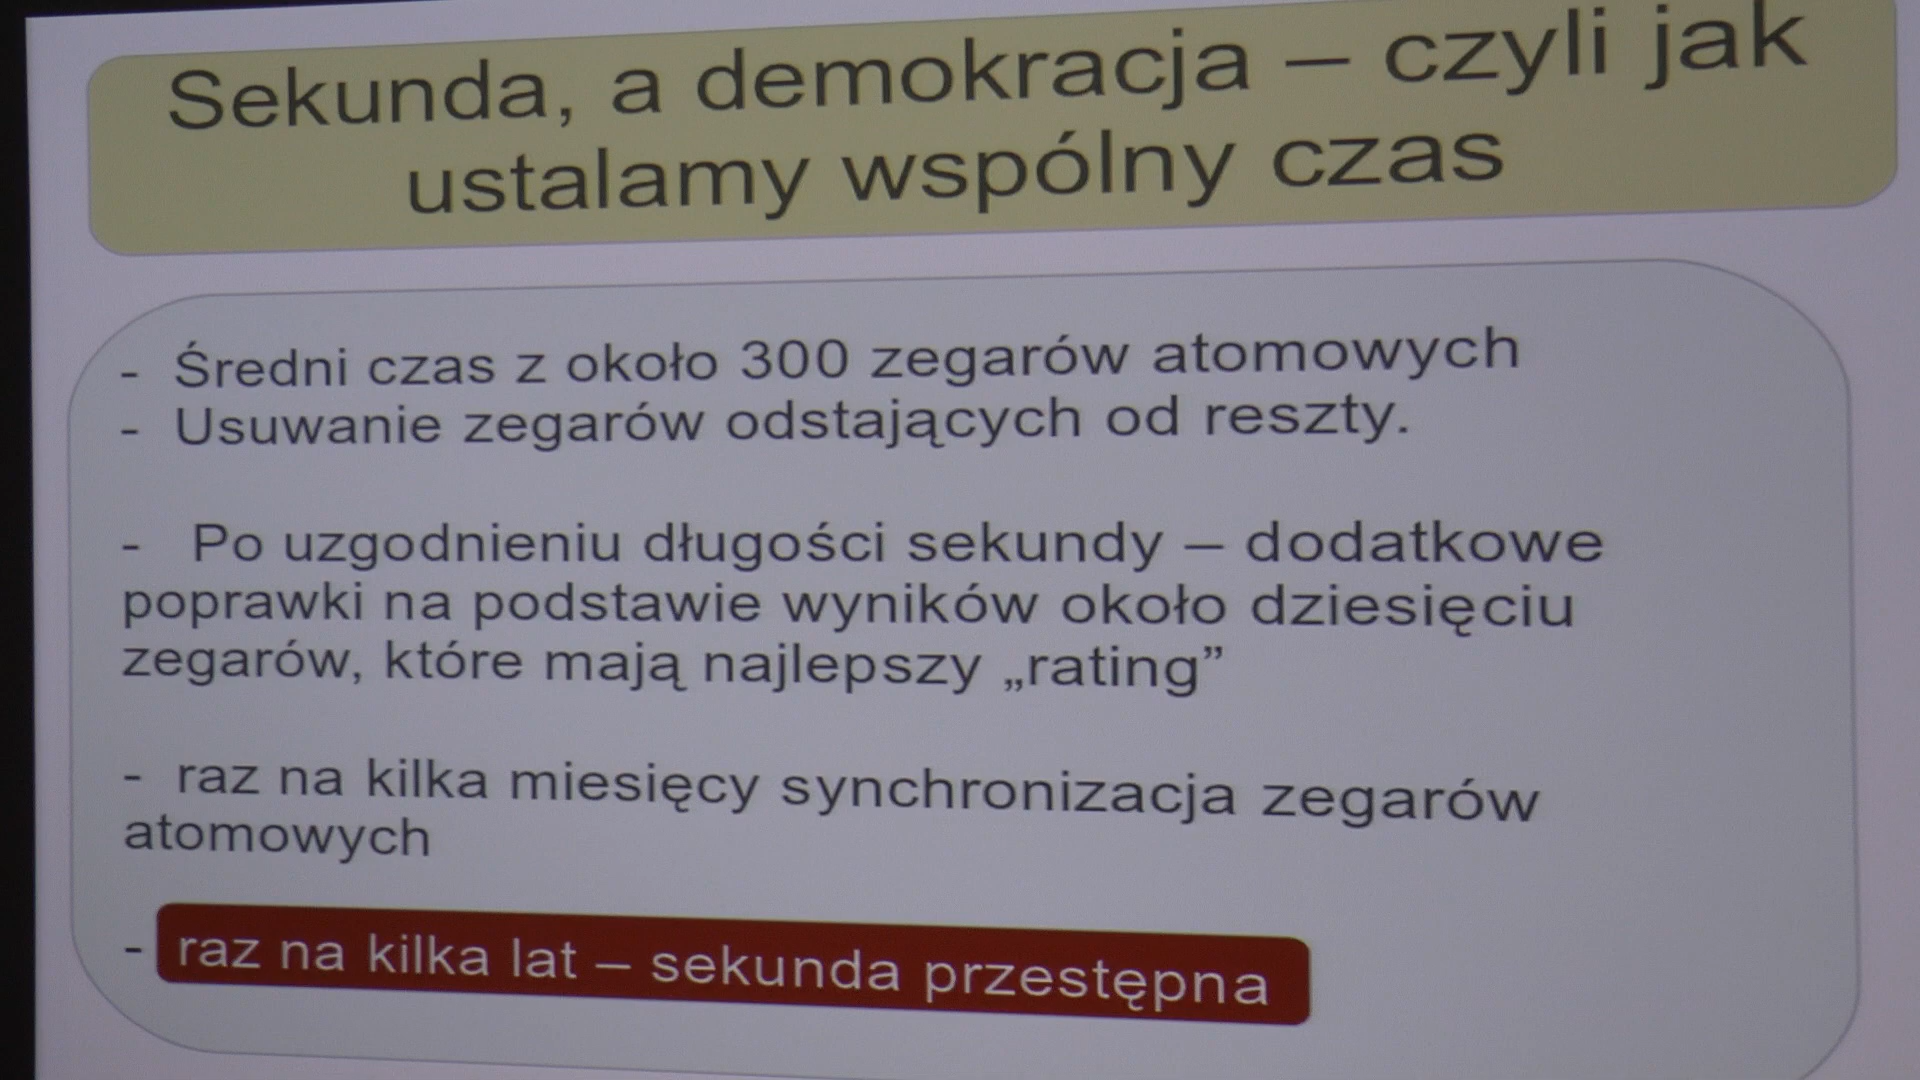 Sekunda, a demokracja – czyli jak
ustalamy wspólny czas
- Średni czas z około 300 zegarów atomowych
- Usuwanie zegarów odstających od reszty.
- Po uzgodnieniu długości sekundy – dodatkowe
poprawki na podstawie wyników około dziesięciu
zegarów, które mają najlepszy „rating”
- raz na kilka miesięcy synchronizacja zegarów
atomowych
- raz na kilka lat – sekunda przestępna